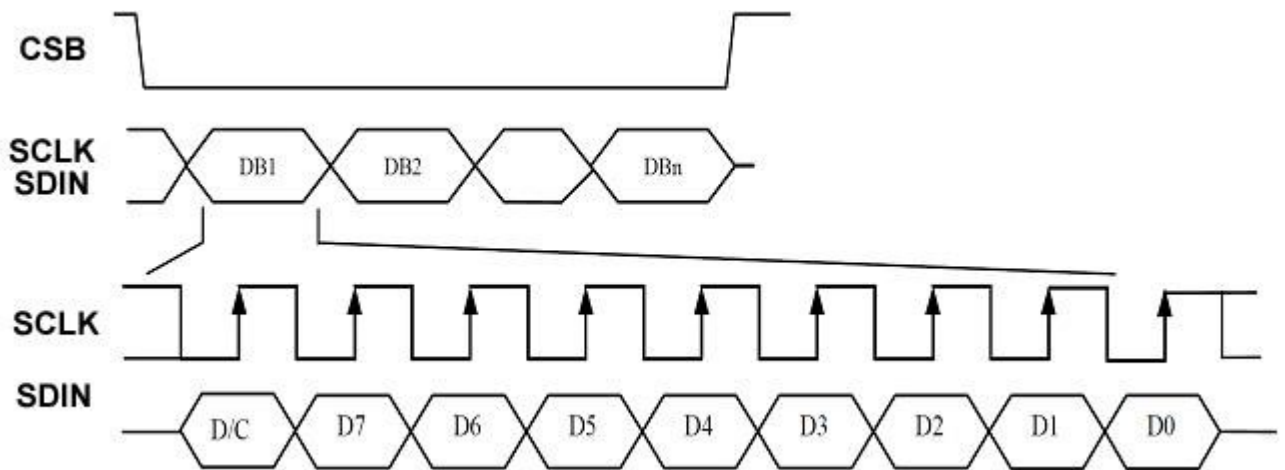 CSB
SCLK
SDIN
DB1 DB2 DBn
SCLK
SDIN
D/C D7 D6 D5 D4 D3 D2 D1 D0